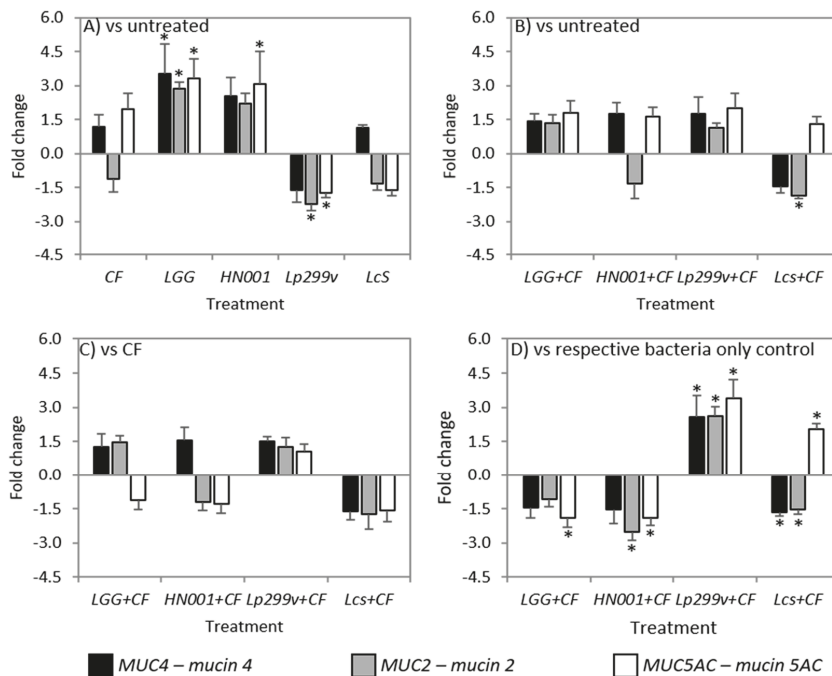 A) vs untreated
6.0
4.5
3.0
1.5
0.0
-1.5
-3.0
-4.5
Fold change
* * * *
* *
CF LGG HN001 Lp299v LcS
Treatment
B) vs untreated
6.0
4.5
3.0
1.5
0.0
-1.5
-3.0
-4.5
Fold change
*
LGG+CF HN001+CF Lp299v+CF Lcs+CF
Treatment
C) vs CF
6.0
4.5
3.0
1.5
0.0
-1.5
-3.0
-4.5
Fold change
LGG+CF HN001+CF Lp299v+CF Lcs+CF
Treatment
D) vs respective bacteria only control
6.0
4.5
3.0
1.5
0.0
-1.5
-3.0
-4.5
Fold change
* * * *
* * * * *
LGG+CF HN001+CF Lp299v+CF Lcs+CF
Treatment
MUC4 – mucin 4 MUC2 – mucin 2 MUC5AC – mucin 5AC